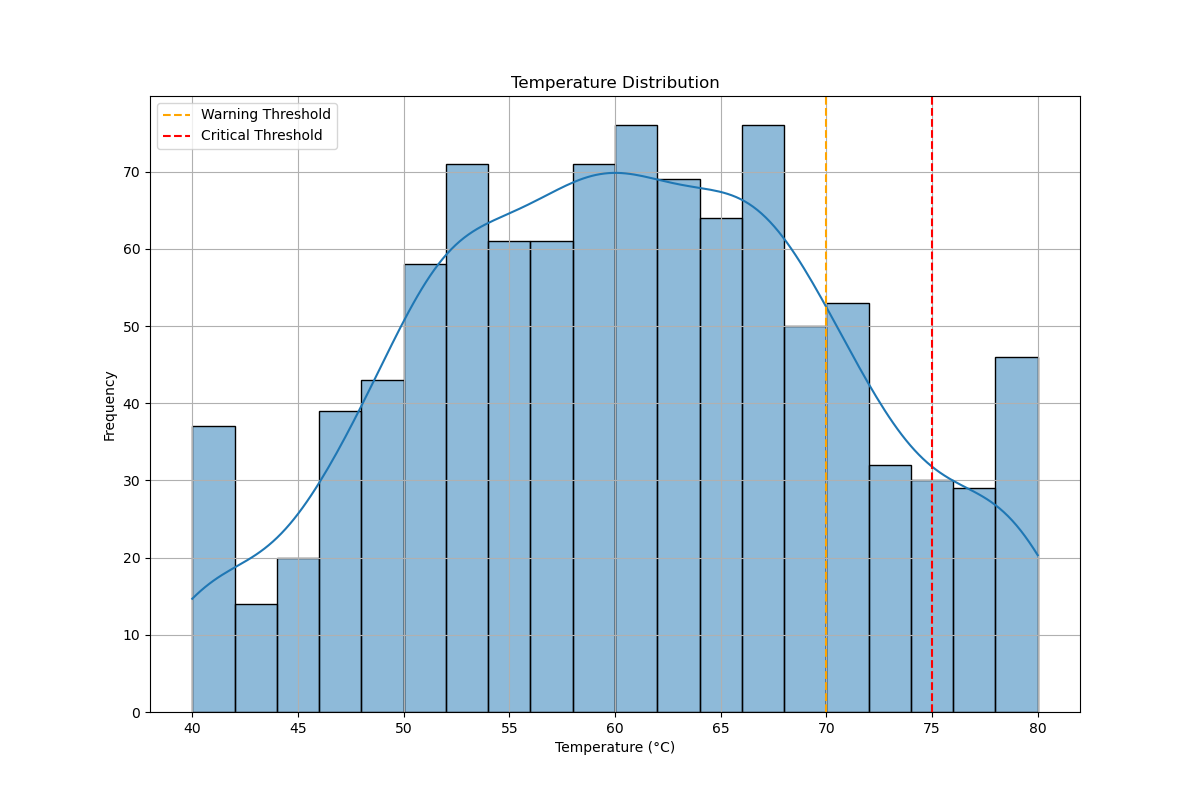 Temperature Distribution
Warning Threshold
Critical Threshold
Frequency
70
60
50
40
30
20
10
0
40 45 50 55 60 65 70 75 80
Temperature (°C)